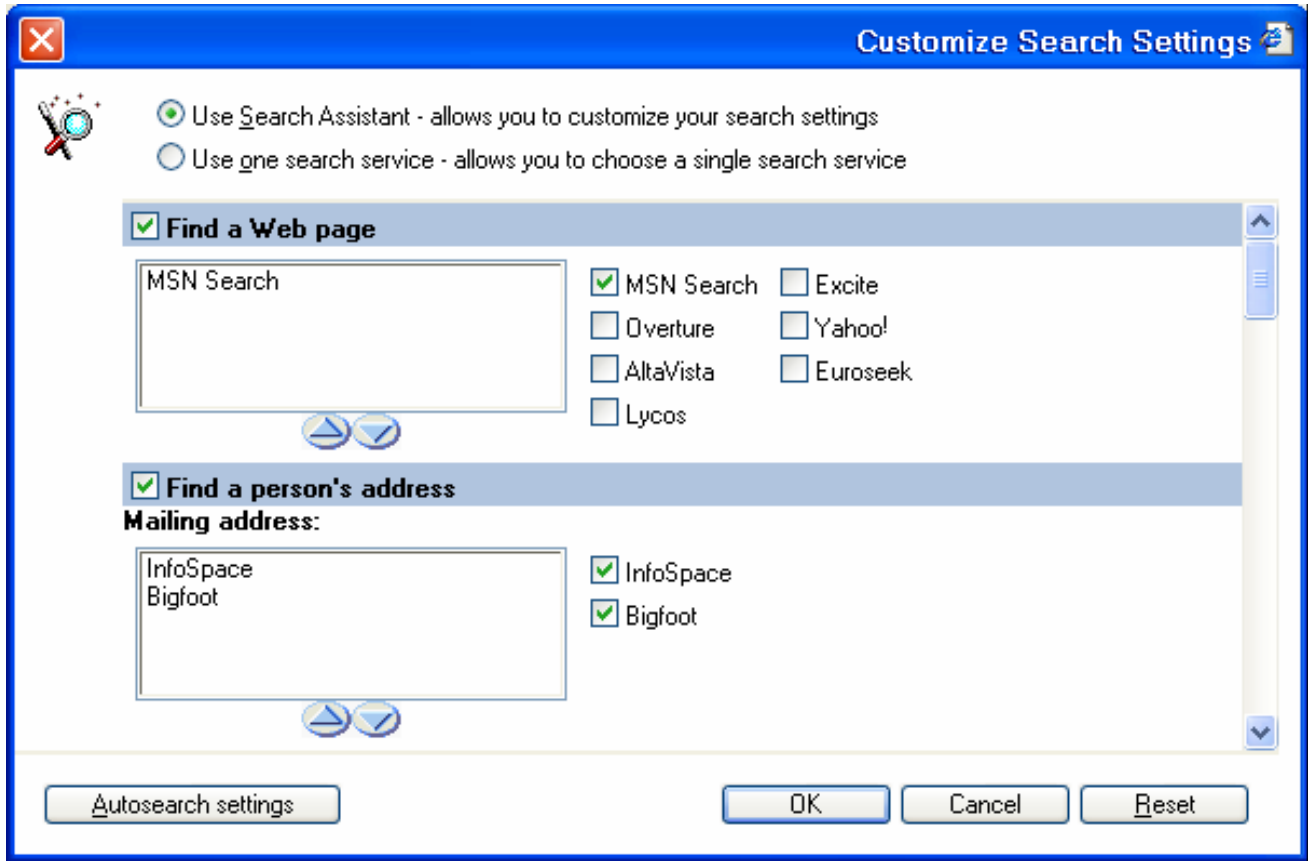 Customize Search Settings
Use Search Assistant - allows you to customize your search settings
Use one search service - allows you to choose a single search service
Find a Web page
MSN Search
MSN Search
Excite
Overture
Yahoo!
AltaVista
Euroseek
Lycos
Find a person's address
Mailing address:
InfoSpace
Bigfoot
InfoSpace
Bigfoot
Autosearch settings
OK
Cancel
Reset